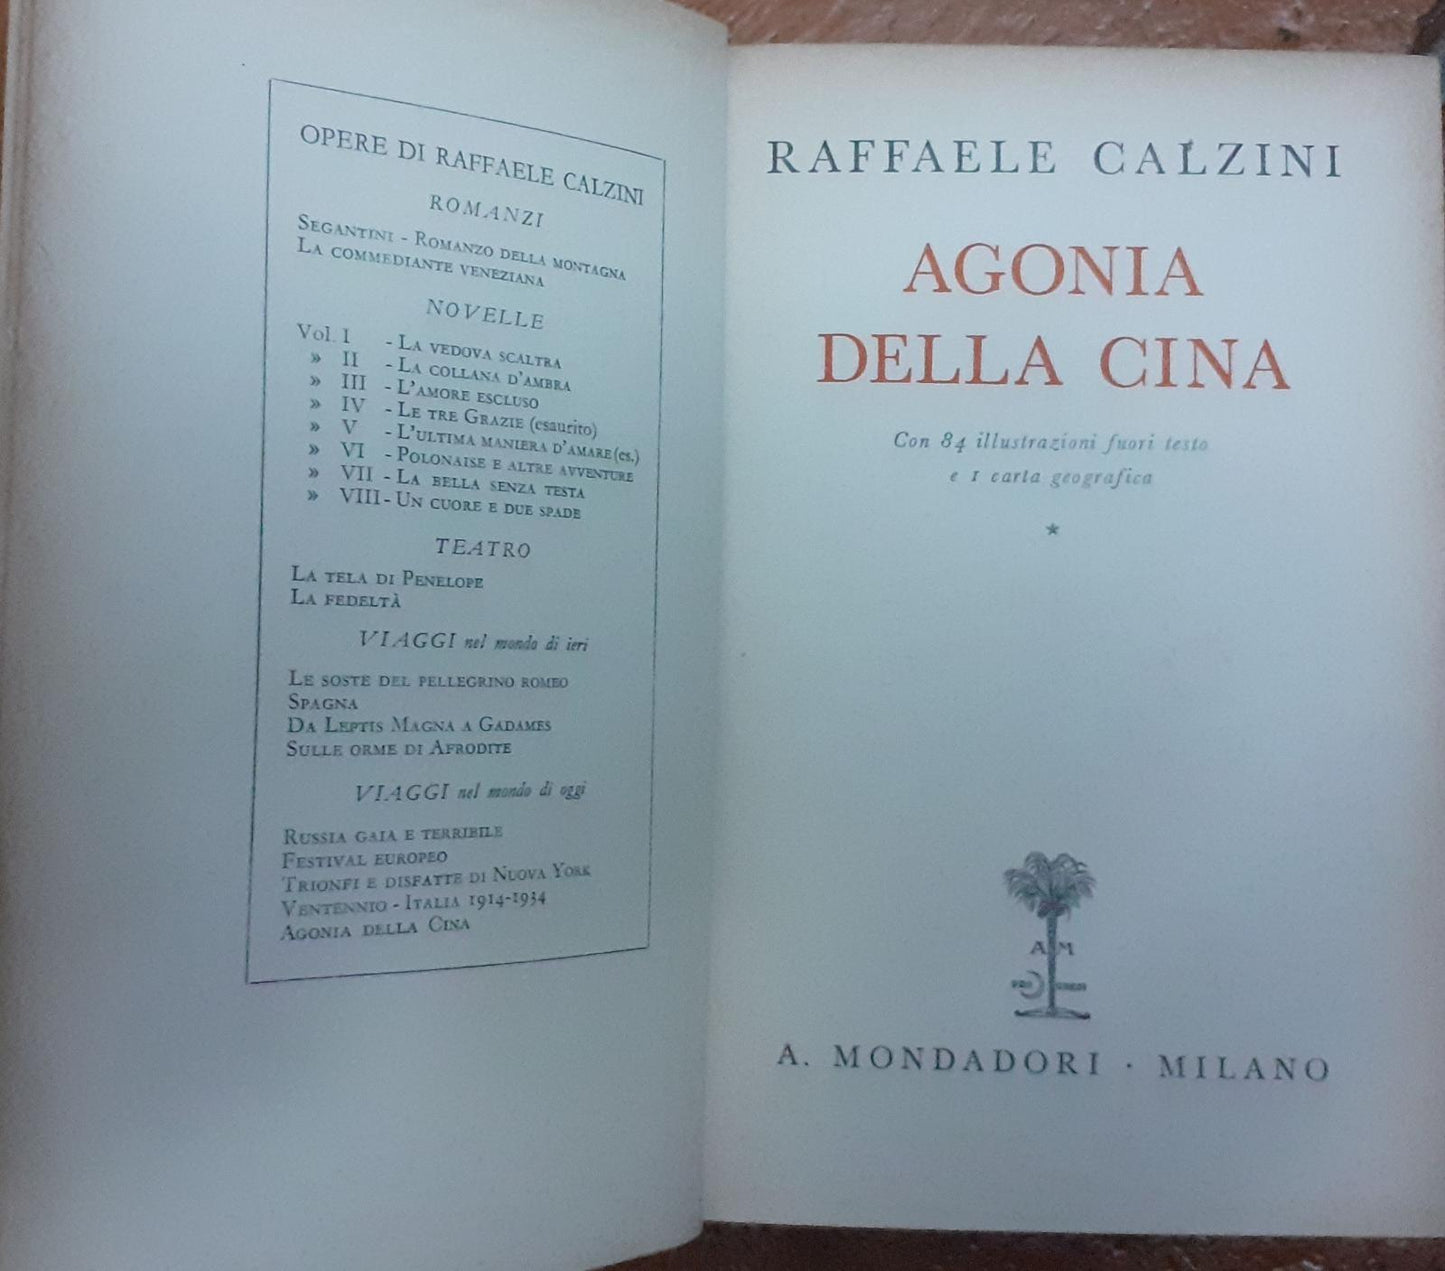 OPERE DI RAFFAELE CALZINI
ROMANZI
SEGANTINI - ROMANZO DELLA MONTAGNA
LA COMMEDIANTE VENEZIANA
NOVELLE
Vol. I - LA VEDOVA SCALTRA
» II - LA COLLANA D'AMBRA
» III - L'AMORE ESCLUSO
» IV - LE TRE GRAZIE (esaurito)
» V - L'ULTIMA MANIERA D'AMARE (es.)
» VI - POLONAISE E ALTRE AVVENTURE
» VII - LA BELLA SENZA TESTA
» VIII - UN CUORE E DUE SPADE
TEATRO
LA TELA DI PENELOPE
LA FEDELTÀ
VIAGGI nel mondo di ieri
LE SOSTE DEL PELLEGRINO ROMEO
SPAGNA
DA LEPTIS MAGNA A GADAMES
SULLE ORME DI AFRODITE
VIAGGI nel mondo di oggi
RUSSIA GAIA E TERRIBILE
FESTIVAL EUROPEO
TRIONFI E DISFATTE DI NUOVA YORK
VENTENNIO - ITALIA 1914-1934
AGONIA DELLA CINA
RAFFAELE CALZINI
AGONIA
DELLA CINA
Con 84 illustrazioni fuori testo
e 1 carta geografica
*
A M
A. MONDADORI · MILANO